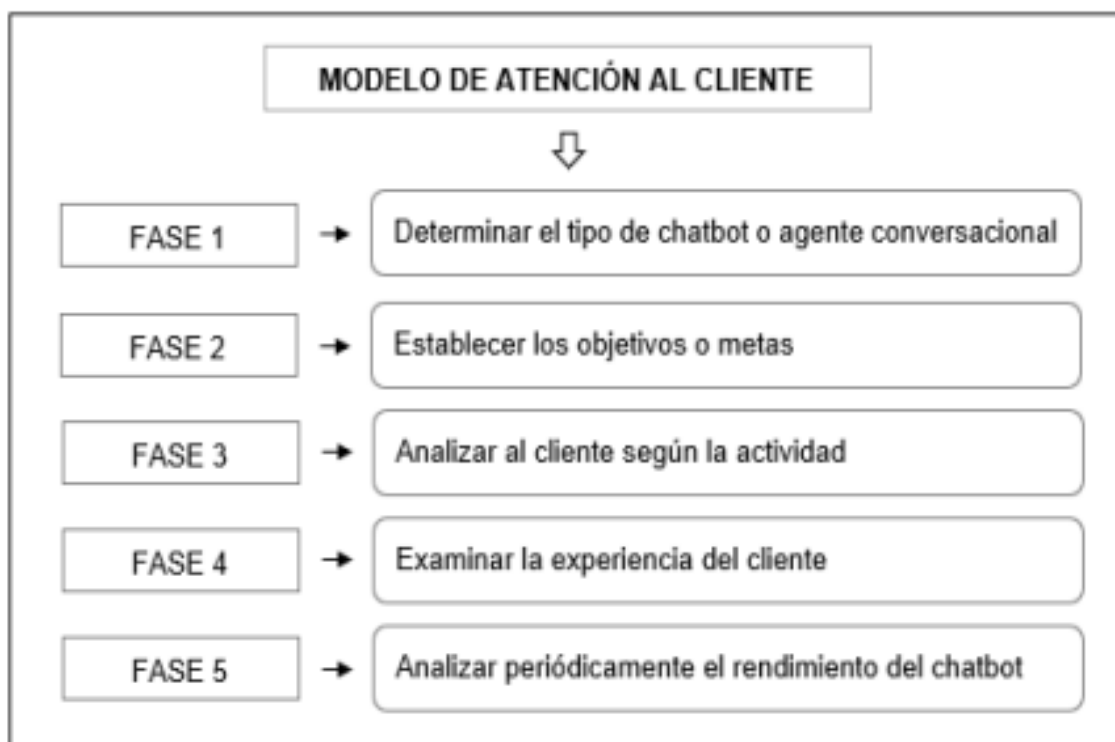 MODELO DE ATENCIÓN AL CLIENTE
FASE 1
Determinar el tipo de chatbot o agente conversacional
FASE 2
Establecer los objetivos o metas
FASE 3
Analizar al cliente según la actividad
FASE 4
Examinar la experiencia del cliente
FASE 5
Analizar periódicamente el rendimiento del chatbot